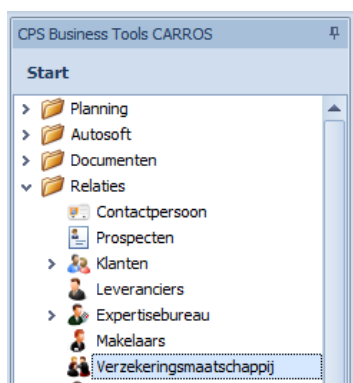 CPS Business Tools CARROS
Start
Planning
Autosoft
Documenten
Relaties
Contactpersoon
Prospecten
Klanten
Leveranciers
Expertisebureau
Makelaars
Verzekeringsmaatschappij